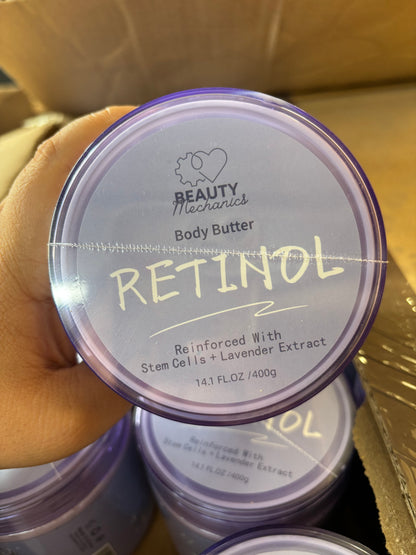 BEAUTY
Mechanics
Body Butter
RETINOL
Reinforced With
Stem Cells + Lavender Extract
14.1 FL.OZ /400g
NOL
Reinforced With
Stem Cells + Lavender Extract
14.1 FL.OZ /400g